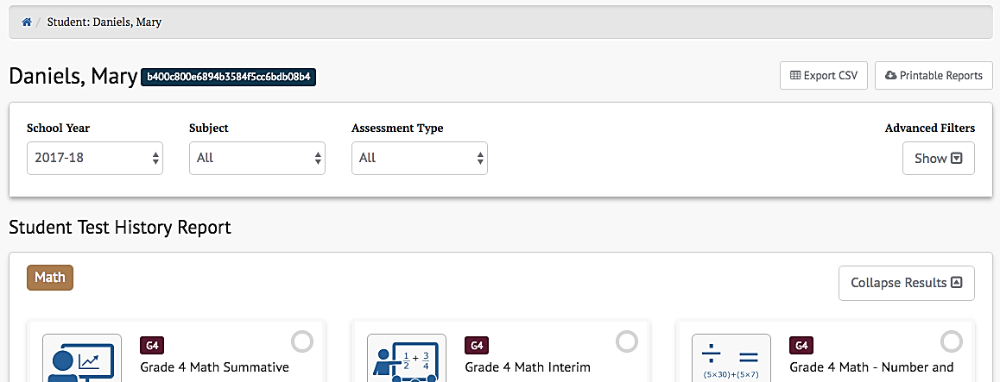 / Student: Daniels, Mary
Daniels, Mary b400c800e6894b3584f5cc6bdb08b4
Export CSV
Printable Reports
School Year
Subject
Assessment Type
Advanced Filters
2017-18
All
All
Show
Student Test History Report
Math
Collapse Results
G4
Grade 4 Math Summative
1/2 + 3/4
G4
Grade 4 Math Interim
÷ =
(5×30)+(5×7)
G4
Grade 4 Math - Number and